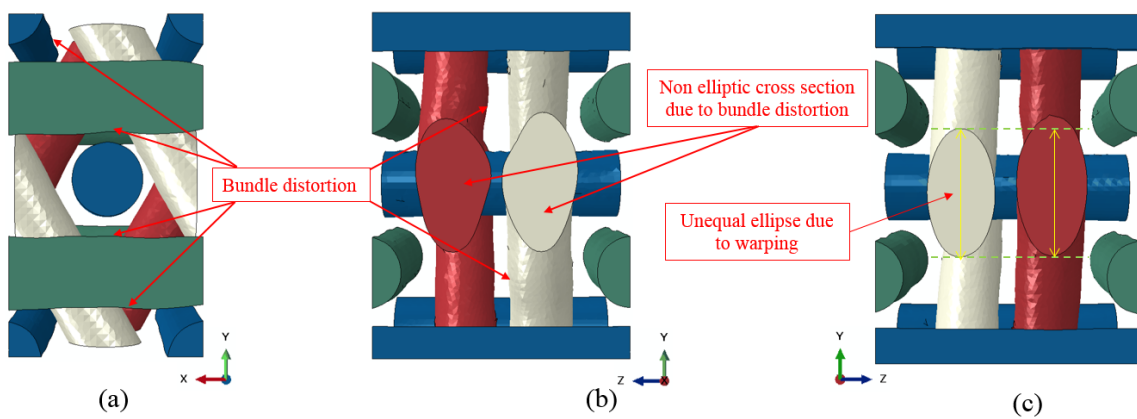 Bundle distortion
Non elliptic cross section
due to bundle distortion
Unequal ellipse due
to warping
Y
X
(a)
Y
Z
X
(b)
Y
Z
(c)